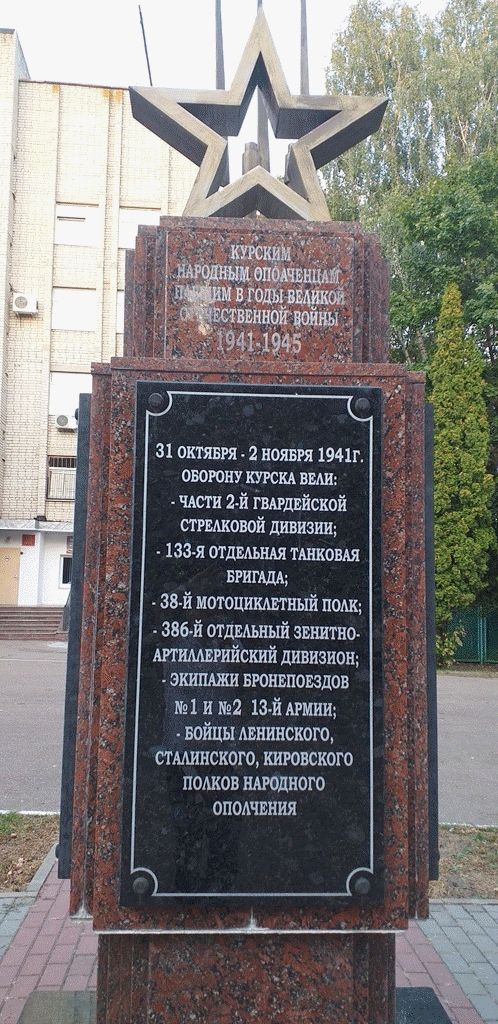 КУРСКИМ
НАРОДНЫМ ОПОЛЧЕНЦАМ,
ПАВШИМ В ГОДЫ ВЕЛИКОЙ
ОТЕЧЕСТВЕННОЙ ВОЙНЫ
1941-1945
31 ОКТЯБРЯ - 2 НОЯБРЯ 1941г.
ОБОРОНУ КУРСКА ВЕЛИ:
- ЧАСТИ 2-й ГВАРДЕЙСКОЙ
СТРЕЛКОВОЙ ДИВИЗИИ;
- 133-я ОТДЕЛЬНАЯ ТАНКОВАЯ
БРИГАДА;
- 38-й МОТОЦИКЛЕТНЫЙ ПОЛК;
- 386-й ОТДЕЛЬНЫЙ ЗЕНИТНО-
АРТИЛЛЕРИЙСКИЙ ДИВИЗИОН;
- ЭКИПАЖИ БРОНЕПОЕЗДОВ
№1 И №2 13-й АРМИИ;
- БОЙЦЫ ЛЕНИНСКОГО,
СТАЛИНСКОГО, КИРОВСКОГО
ПОЛКОВ НАРОДНОГО
ОПОЛЧЕНИЯ